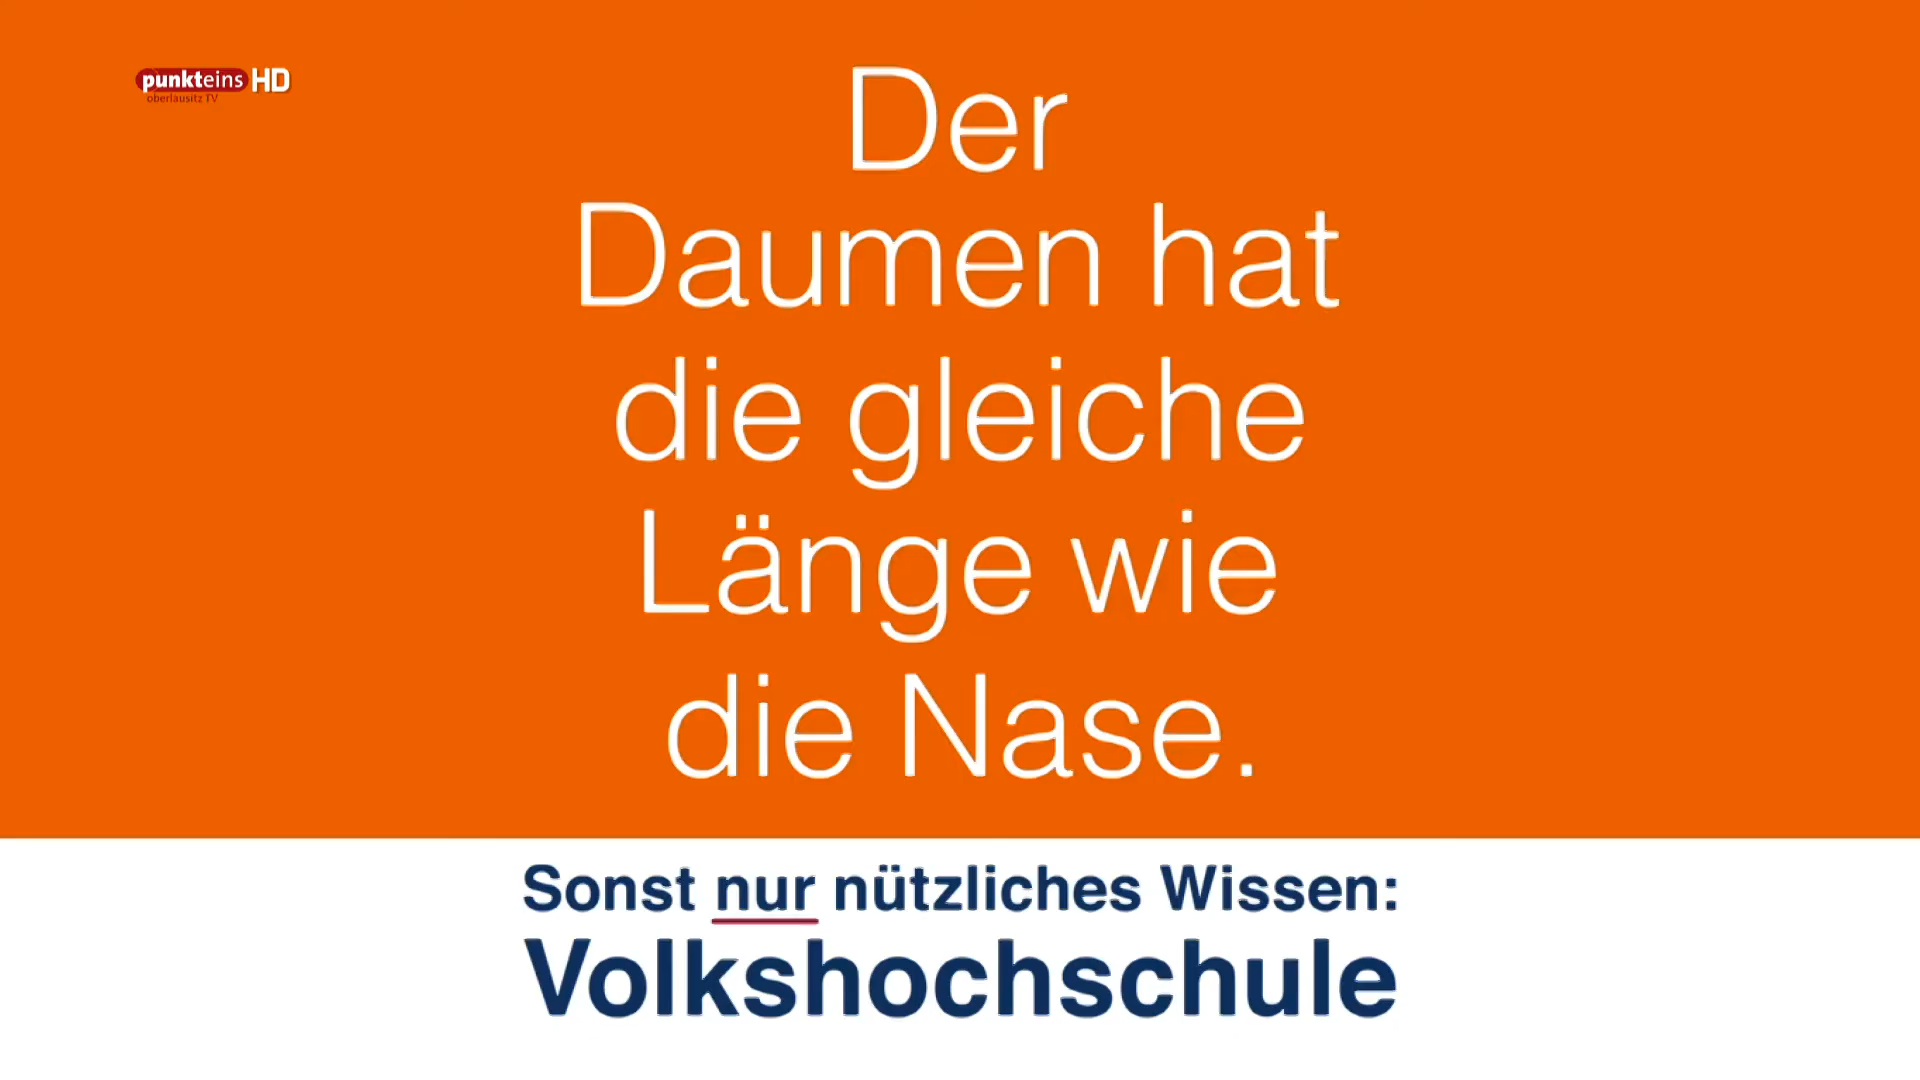 punkteins HD
oberlausitz TV
Der
Daumen hat
die gleiche
Länge wie
die Nase.
Sonst nur nützliches Wissen:
Volkshochschule